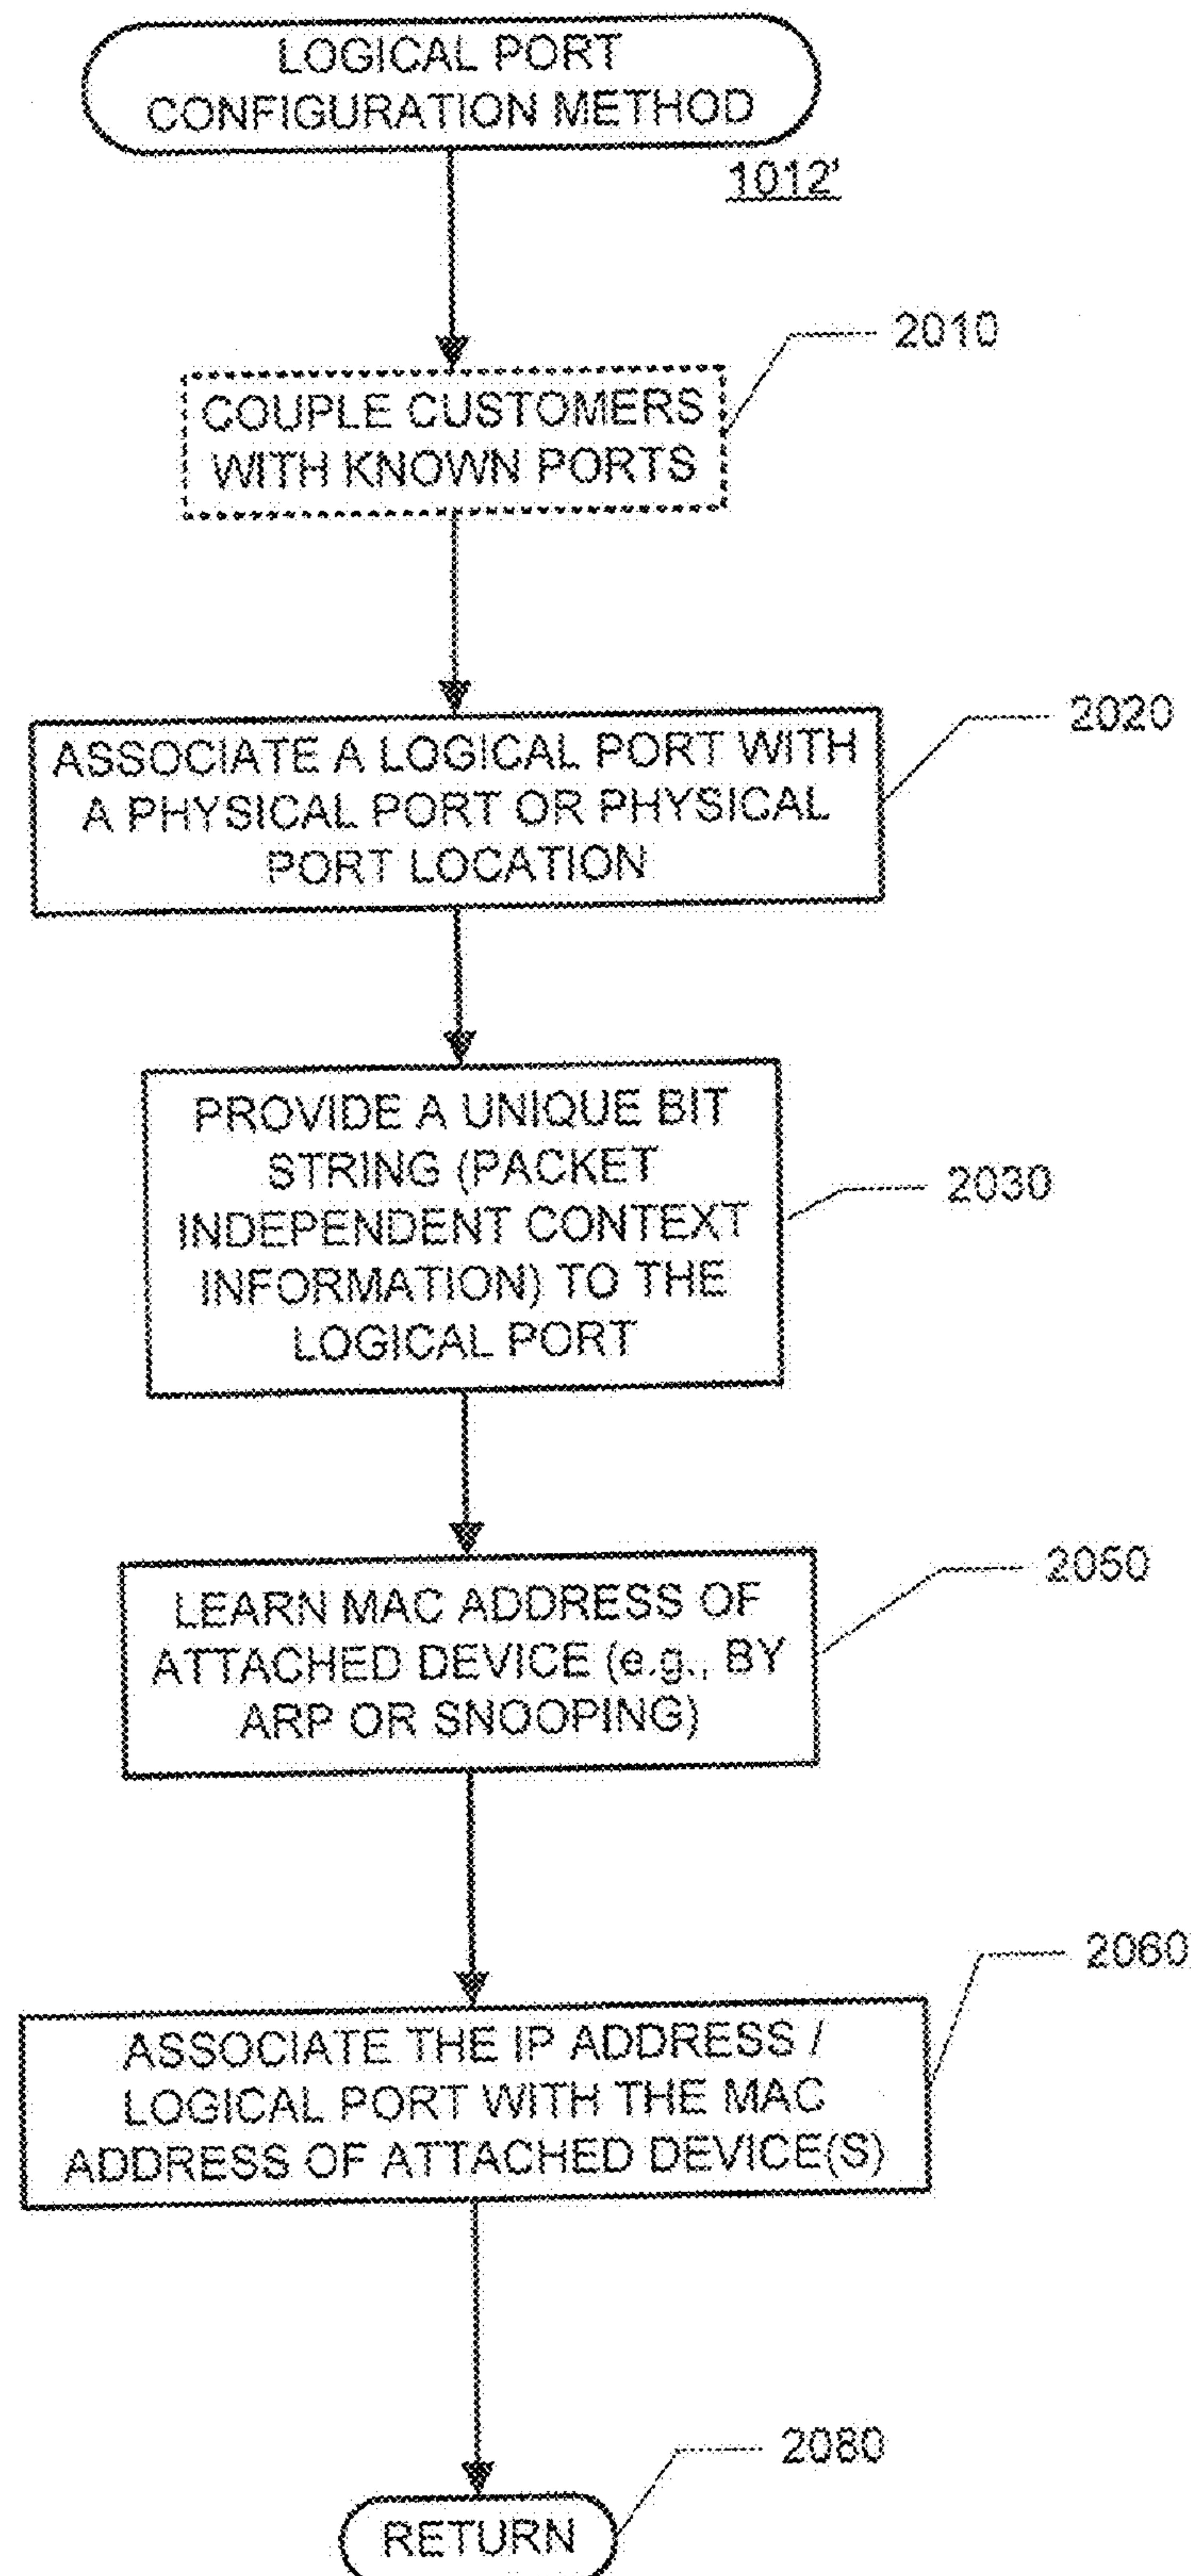 LOGICAL PORT
CONFIGURATION METHOD
1012'
2010
COUPLE CUSTOMERS
WITH KNOWN PORTS
2020
ASSOCIATE A LOGICAL PORT WITH
A PHYSICAL PORT OR PHYSICAL
PORT LOCATION
PROVIDE A UNIQUE BIT
STRING (PACKET
INDEPENDENT CONTEXT
INFORMATION) TO THE
LOGICAL PORT
2030
2050
LEARN MAC ADDRESS OF
ATTACHED DEVICE (e.g., BY
ARP OR SNOOPING)
2060
ASSOCIATE THE IP ADDRESS /
LOGICAL PORT WITH THE MAC
ADDRESS OF ATTACHED DEVICE(S)
2080
RETURN